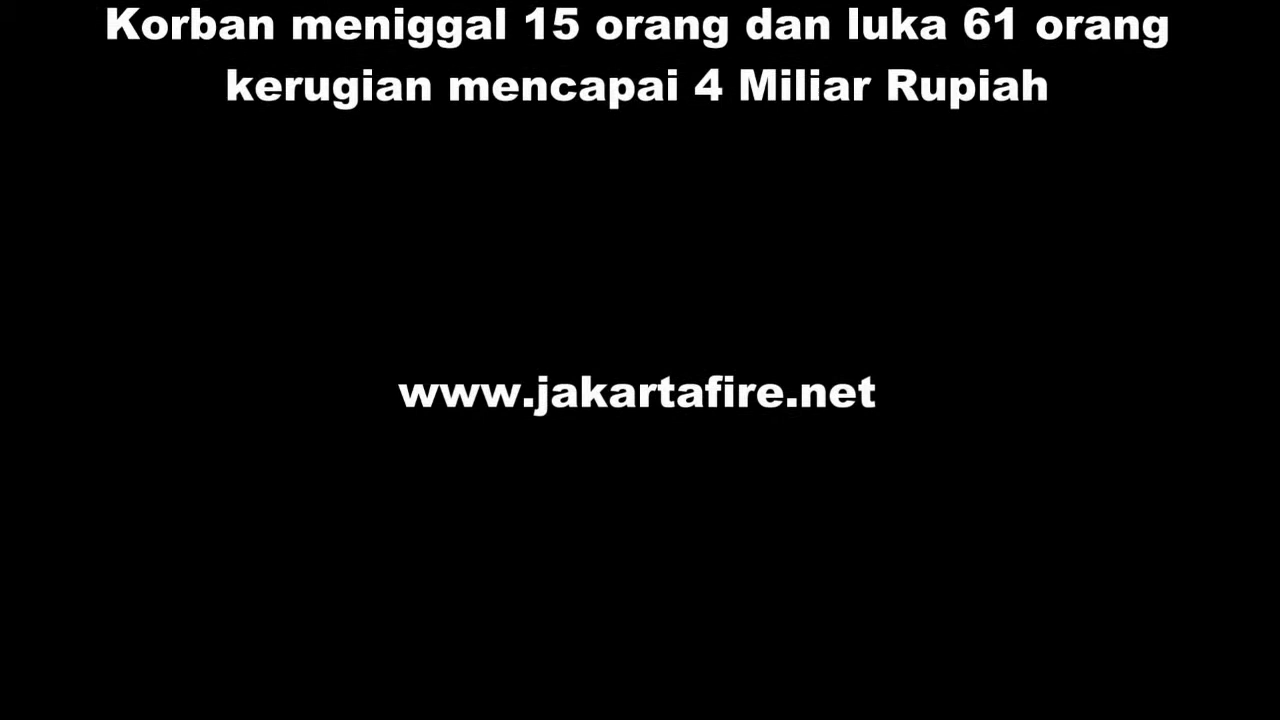 Korban meniggal 15 orang dan luka 61 orang
kerugian mencapai 4 Miliar Rupiah
www.jakartafire.net